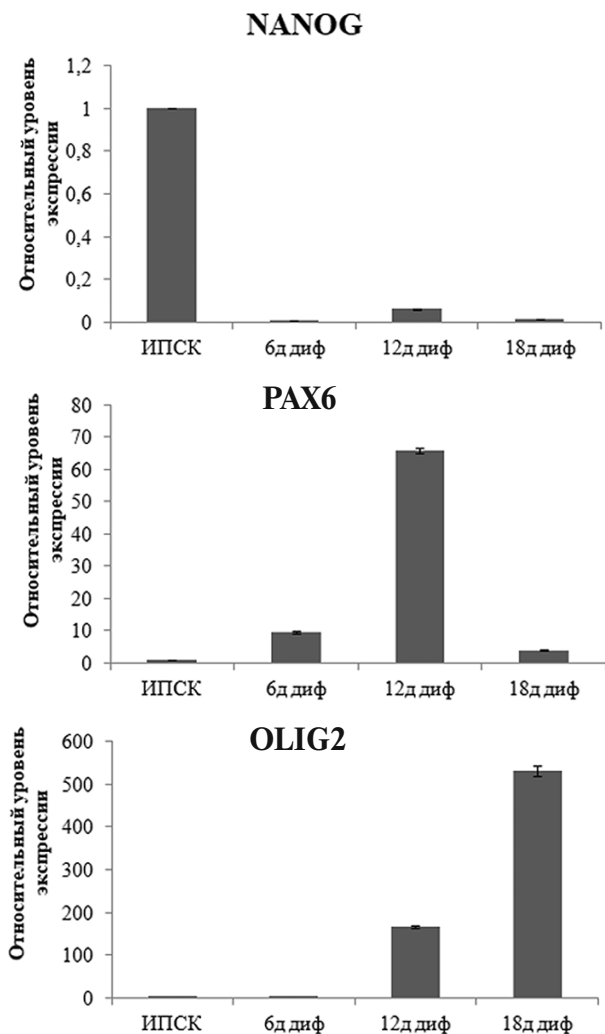 NANOG
Относительный уровень
экспрессии
1,2
1
0,8
0,6
0,4
0,2
0
ИПСК 6д диф 12д диф 18д диф
PAX6
Относительный уровень
экспрессии
80
70
60
50
40
30
20
10
0
ИПСК 6д диф 12д диф 18д диф
OLIG2
Относительный уровень
экспрессии
600
500
400
300
200
100
0
ИПСК 6д диф 12д диф 18д диф